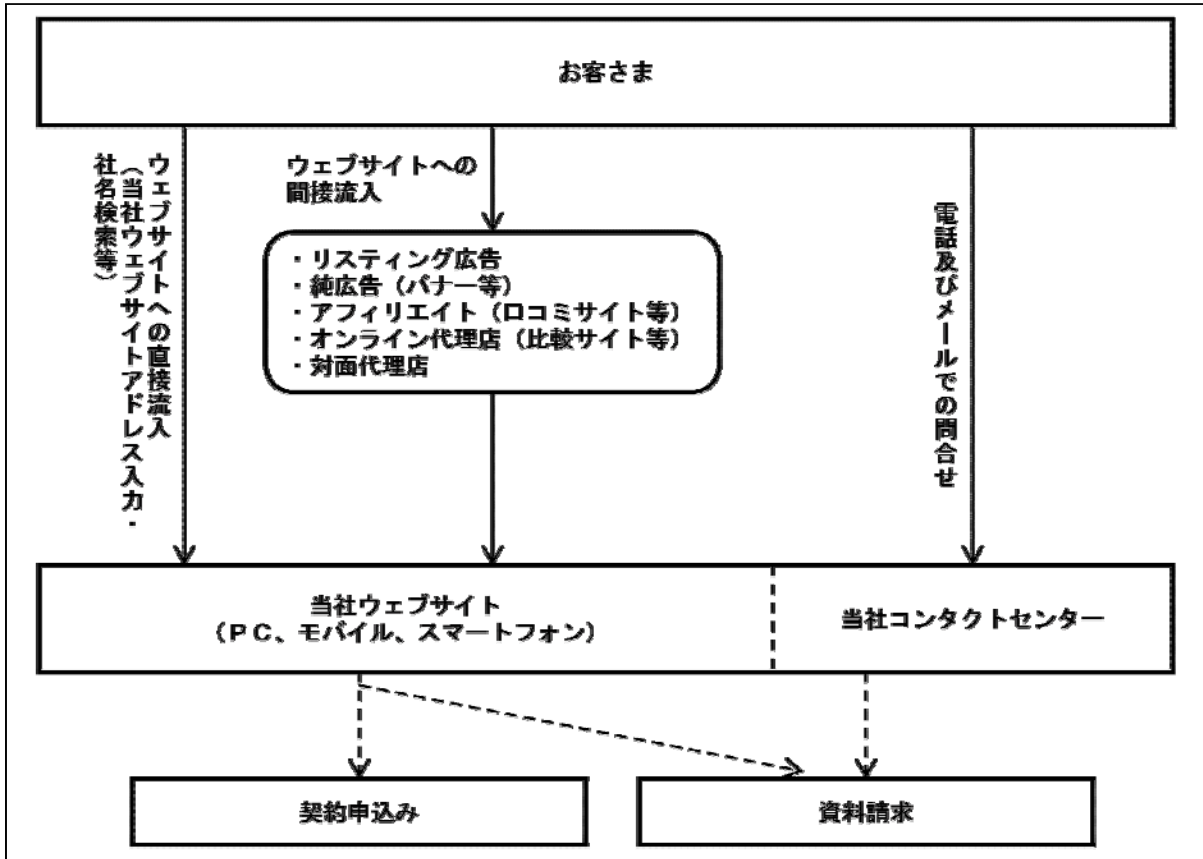 お客さま
ウェブサイトへの直接流入
（当社ウェブサイトアドレス入力・
社名検索等）
ウェブサイトへの
間接流入
・リスティング広告
・純広告（バナー等）
・アフィリエイト（口コミサイト等）
・オンライン代理店（比較サイト等）
・対面代理店
電話及びメールでの問合せ
当社ウェブサイト
（ＰＣ、モバイル、スマートフォン）
当社コンタクトセンター
契約申込み
資料請求